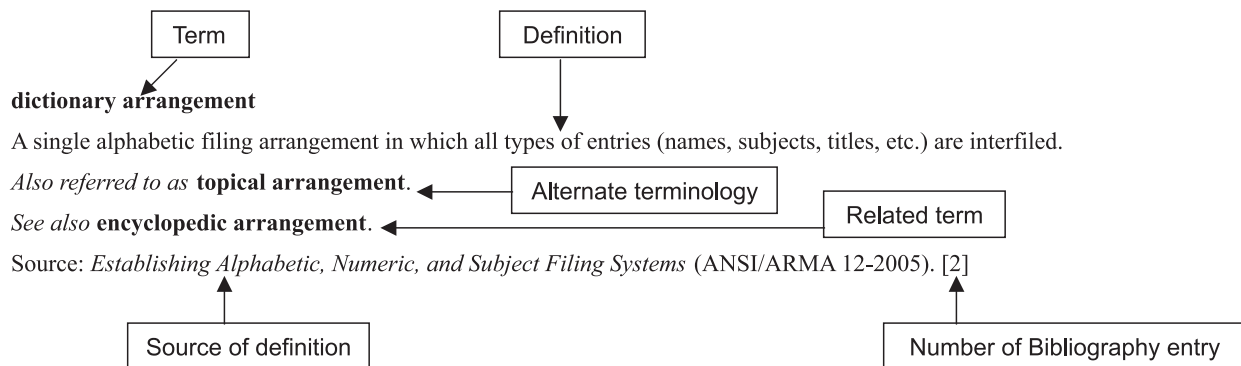 Term
Definition
dictionary arrangement
A single alphabetic filing arrangement in which all types of entries (names, subjects, titles, etc.) are interfiled.
Also referred to as topical arrangement.
Alternate terminology
See also encyclopedic arrangement.
Related term
Source: Establishing Alphabetic, Numeric, and Subject Filing Systems (ANSI/ARMA 12-2005). [2]
Source of definition
Number of Bibliography entry